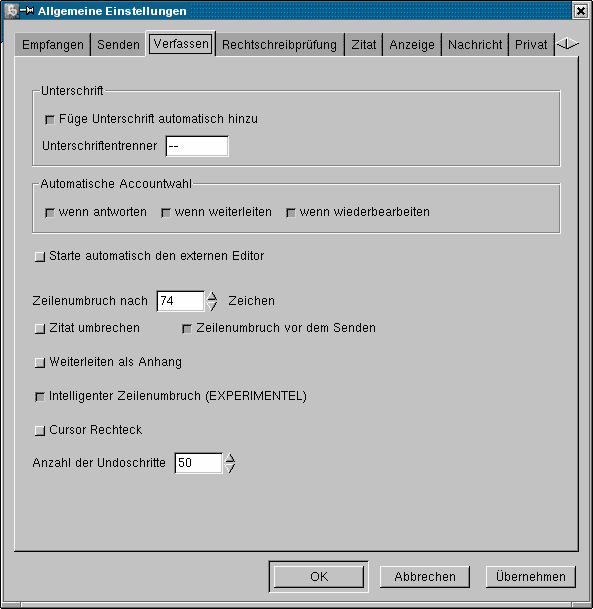 Allgemeine Einstellungen
Empfangen Senden Verfassen Rechtschreibprüfung Zitat Anzeige Nachricht Privat
Unterschrift
Füge Unterschrift automatisch hinzu
Unterschriftentrenner --
Automatische Accountwahl
wenn antworten wenn weiterleiten wenn wiederbearbeiten
Starte automatisch den externen Editor
Zeilenumbruch nach 74 Zeichen
Zitat umbrechen Zeilenumbruch vor dem Senden
Weiterleiten als Anhang
Intelligenter Zeilenumbruch (EXPERIMENTEL)
Cursor Rechteck
Anzahl der Undoschritte 50
OK Abbrechen Übernehmen